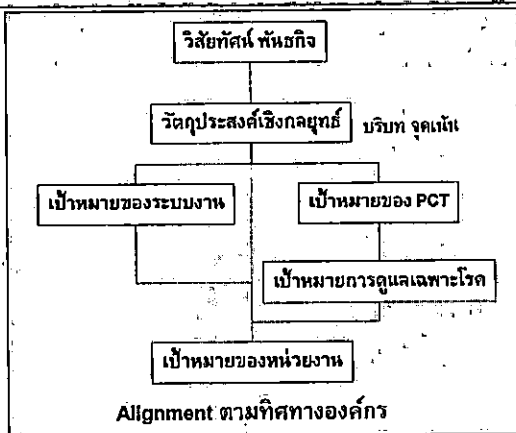 วิสัยทัศน์ พันธกิจ
วัตถุประสงค์เชิงกลยุทธ์ บริบท จุดเน้น
เป้าหมายของระบบงาน เป้าหมายของ PCT
เป้าหมายการดูแลเฉพาะโรค
เป้าหมายของหน่วยงาน
Alignment ตามทิศทางองค์กร